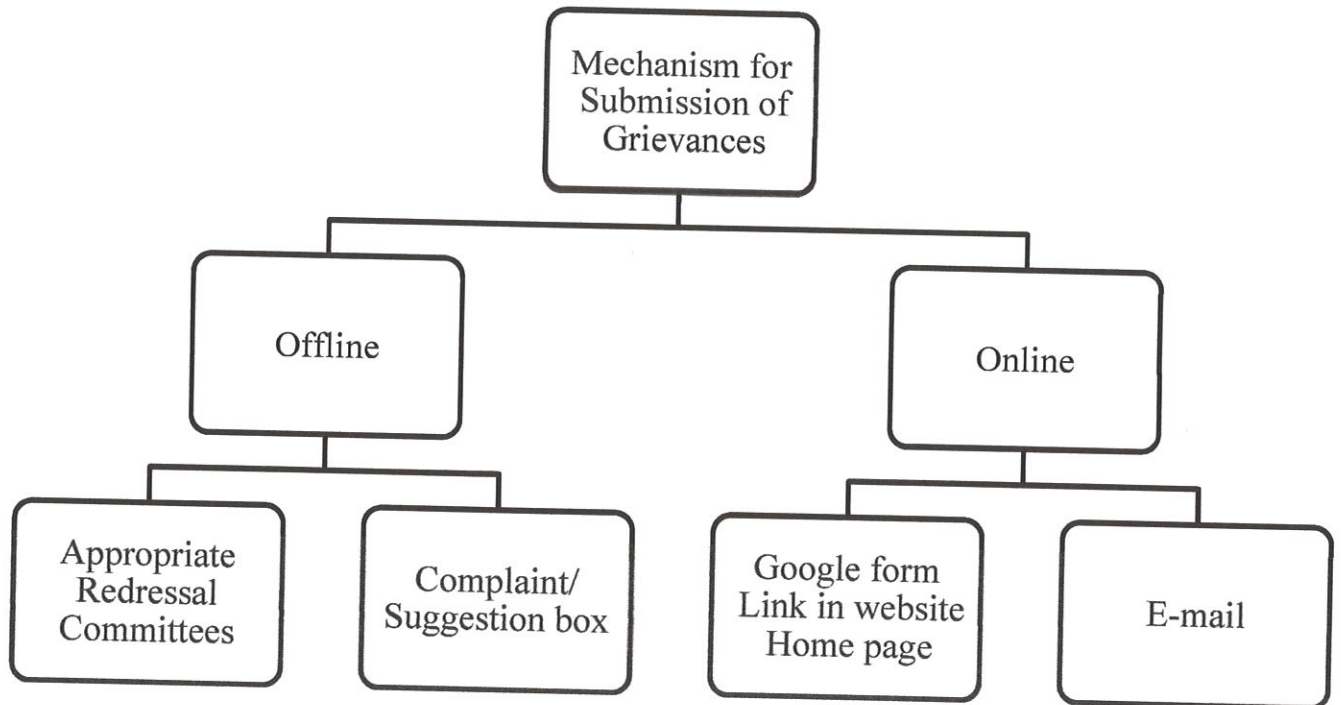 Mechanism for
Submission of
Grievances
Offline
Online
Appropriate
Redressal
Committees
Complaint/
Suggestion box
Google form
Link in website
Home page
E-mail